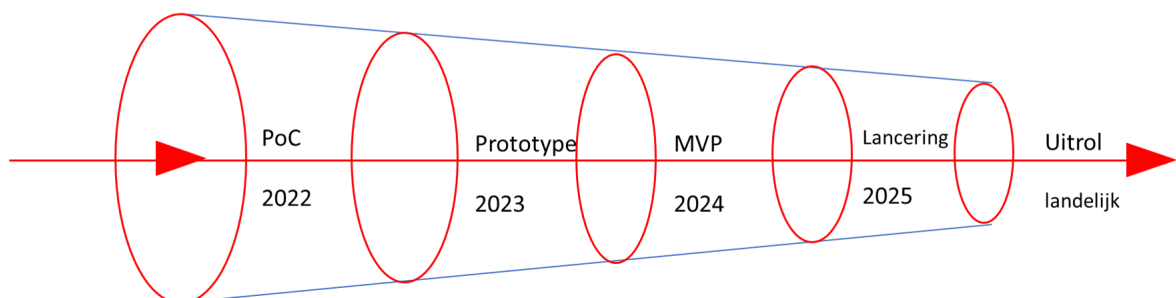 PoC
2022
Prototype
2023
MVP
2024
Lancering
2025
Uitrol
landelijk